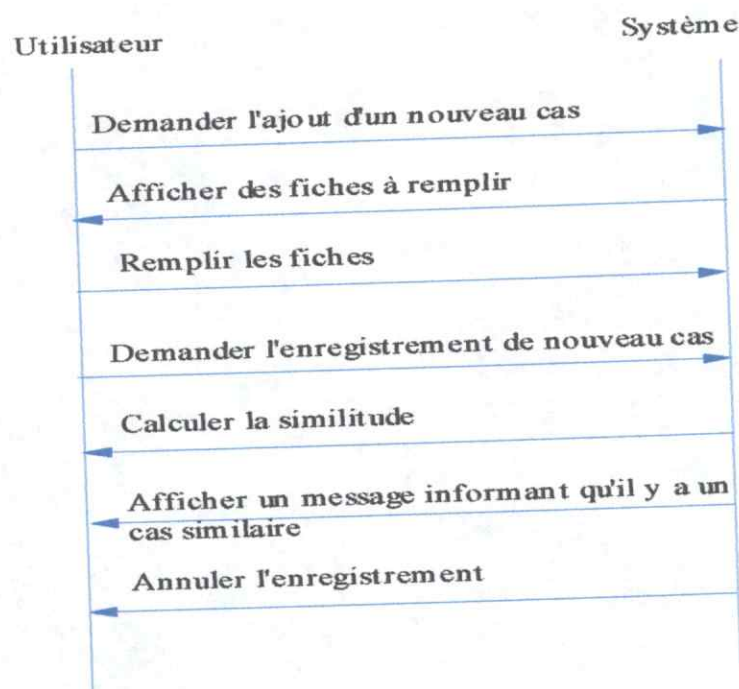 Utilisateur
Système
Demander l'ajout d'un nouveau cas
Afficher des fiches à remplir
Remplir les fiches
Demander l'enregistrement de nouveau cas
Calculer la similitude
Afficher un message informant qu'il y a un
cas similaire
Annuler l'enregistrement